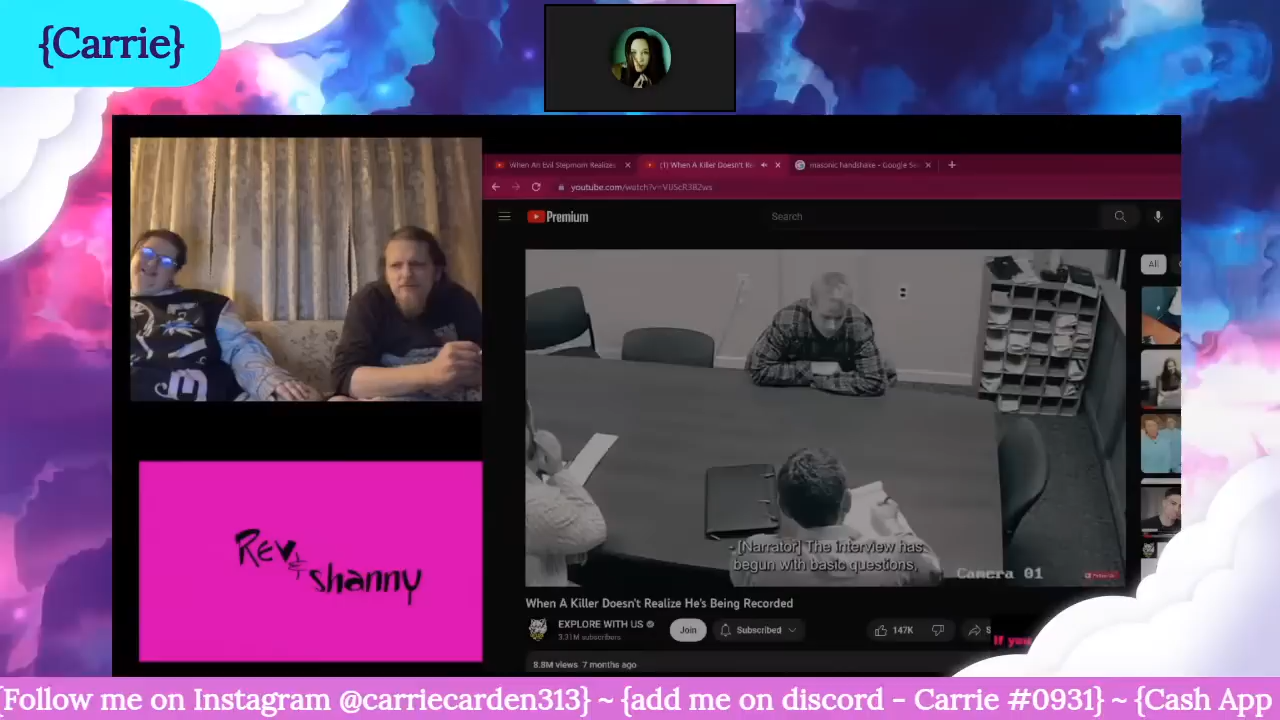 {Carrie}
When An Evil Stepmom Realizes
(1) When A Killer Doesn't Re
masonic handshake - Google Se
youtube.com/watch?v=
Premium
Search
All
- [Narrator] The interview has
begun with basic questions,
Camera 01
Rev
&
shanny
When A Killer Doesn't Realize He's Being Recorded
EXPLORE WITH US
3.31M subscribers
Join
Subscribed
147K
S
If you
8.8M views 7 months ago
{Follow me on Instagram @carriecarden313} ~ {add me on discord - Carrie #0931} ~ {Cash App